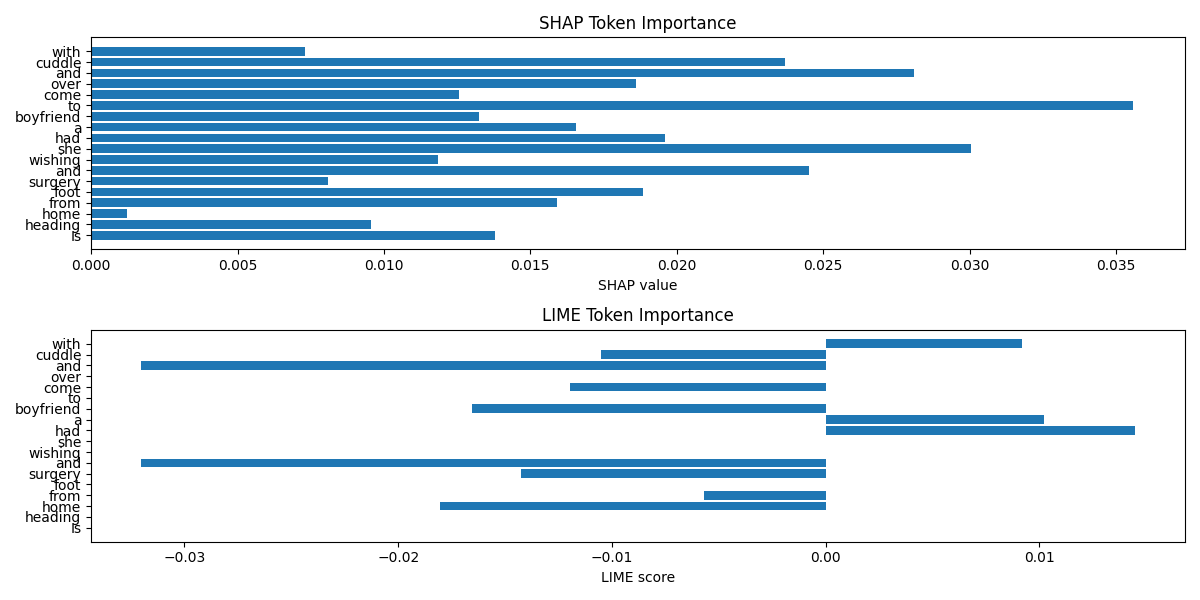 SHAP Token Importance
with
cuddle
and
over
come
to
boyfriend
a
had
she
wishing
and
surgery
foot
from
home
heading
Is
0.000 0.005 0.010 0.015 0.020 0.025 0.030 0.035
SHAP value
LIME Token Importance
with
cuddle
and
over
come
to
boyfriend
a
had
she
wishing
and
surgery
foot
from
home
heading
Is
−0.03 −0.02 −0.01 0.00 0.01
LIME score